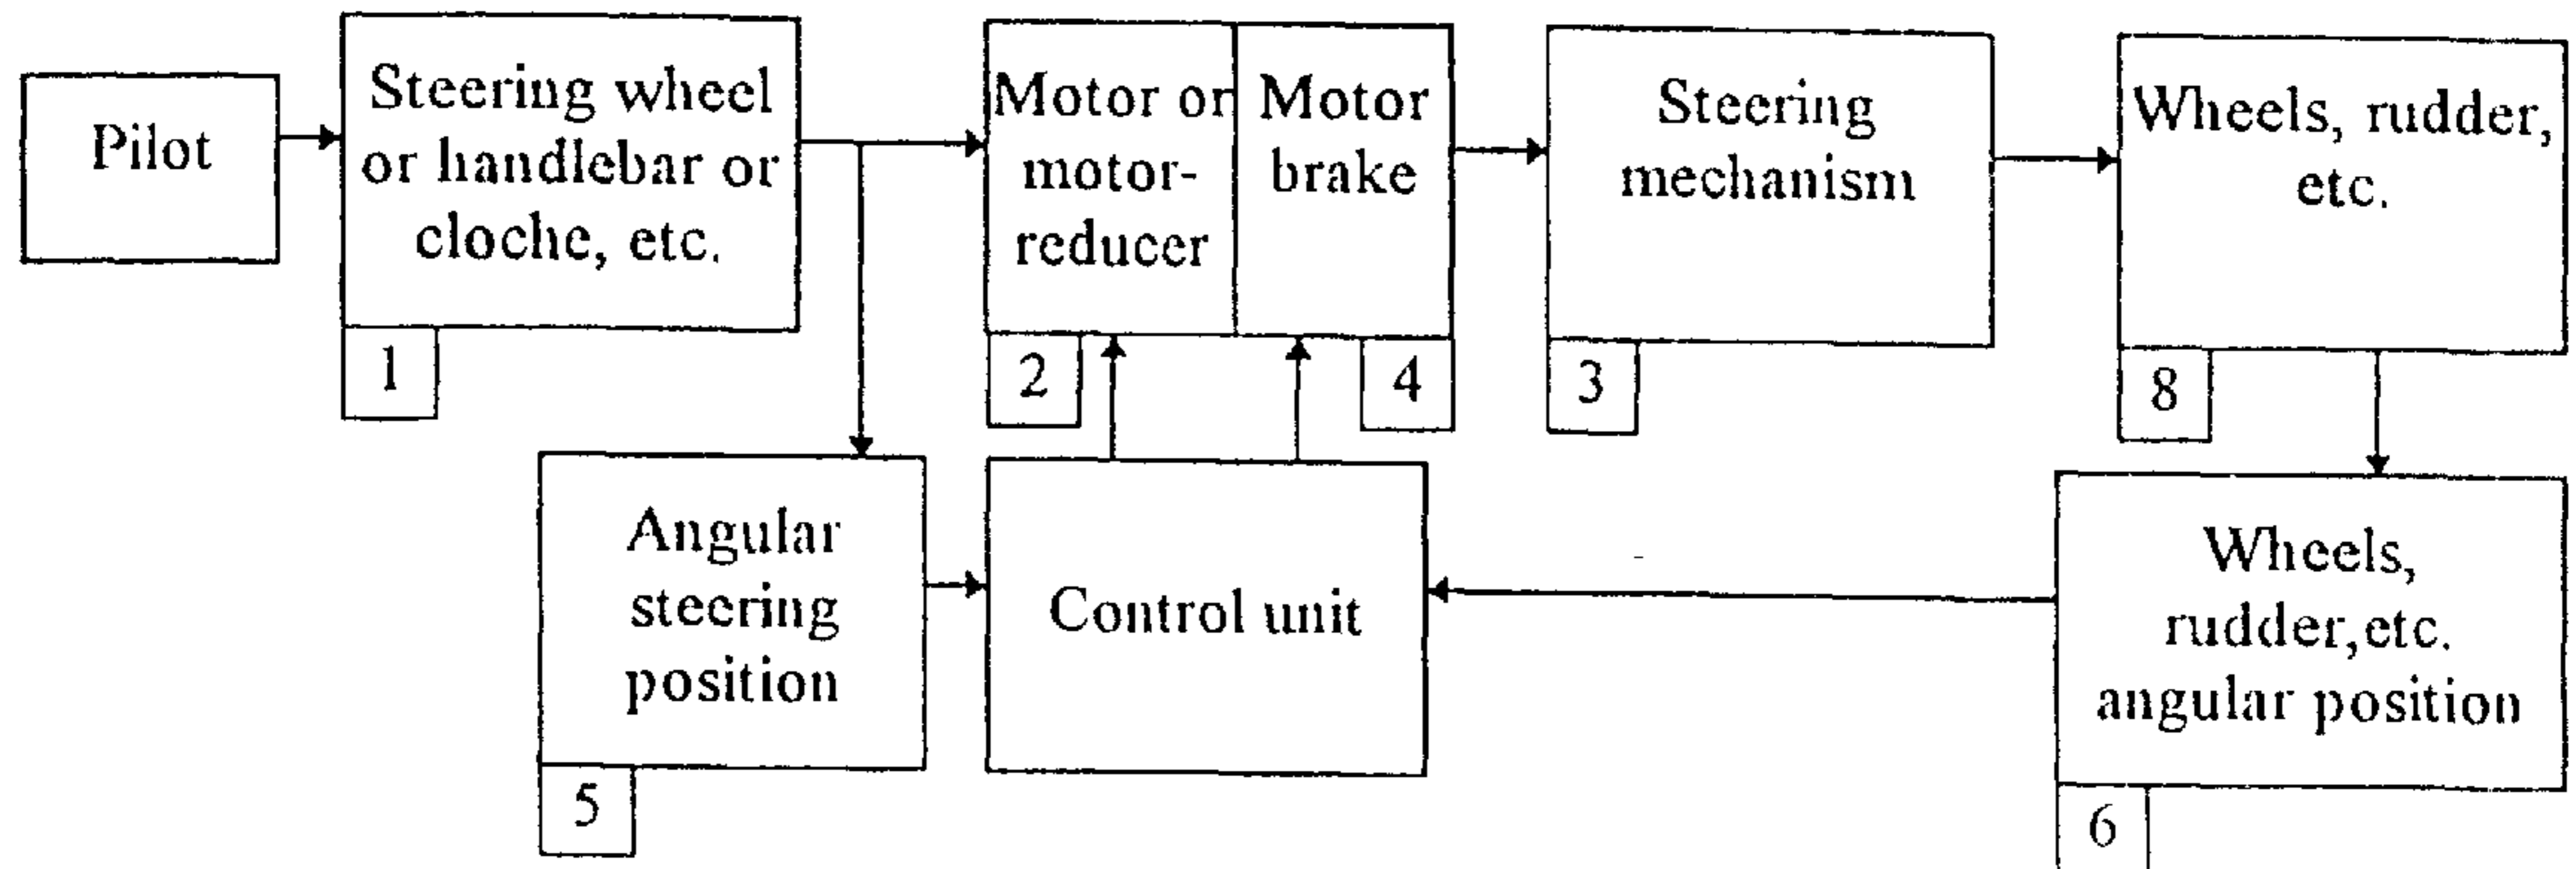 Pilot
Steering wheel
or handlebar or
cloche, etc.
1
Motor or
motor-
reducer
2
Motor
brake
4
Steering
mechanism
3
Wheels, rudder,
etc.
8
Angular
steering
position
5
Control unit
Wheels,
rudder,etc.
angular position
6